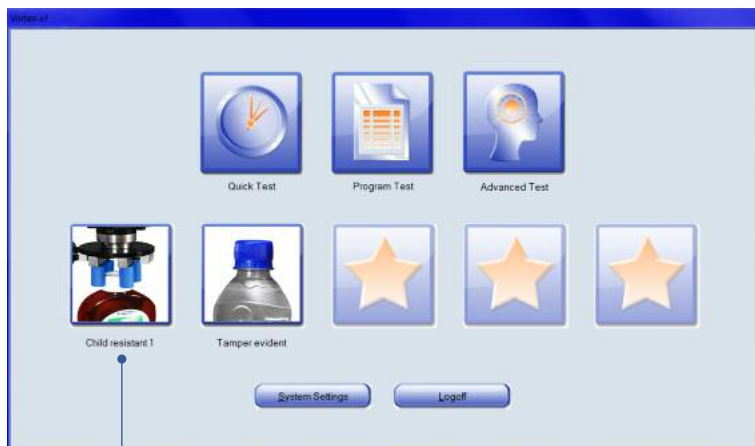 Vortex-xt
Quick Test
Program Test
Advanced Test
Child resistant 1
Tamper evident
System Settings
Logoff